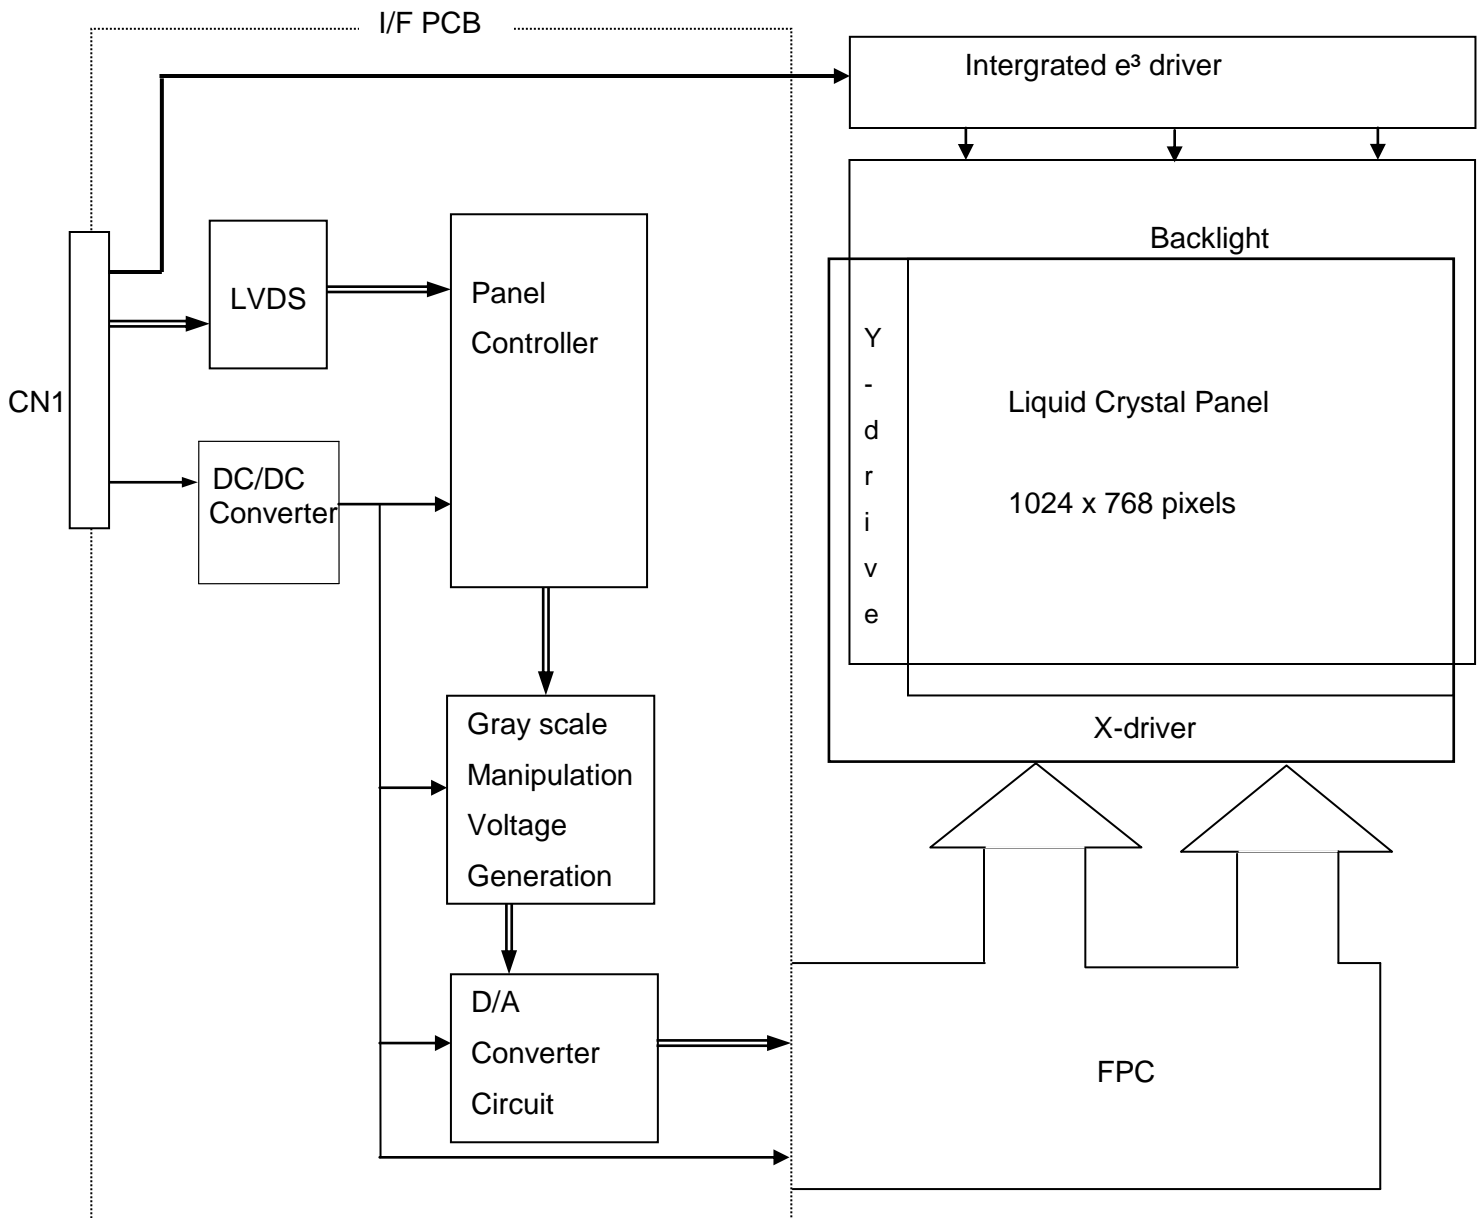 I/F PCB
Intergrated e³ driver
Backlight
LVDS
Panel
Controller
CN1
DC/DC
Converter
Y
-
d
r
i
v
e
Liquid Crystal Panel
1024 x 768 pixels
X-driver
Gray scale
Manipulation
Voltage
Generation
D/A
Converter
Circuit
FPC